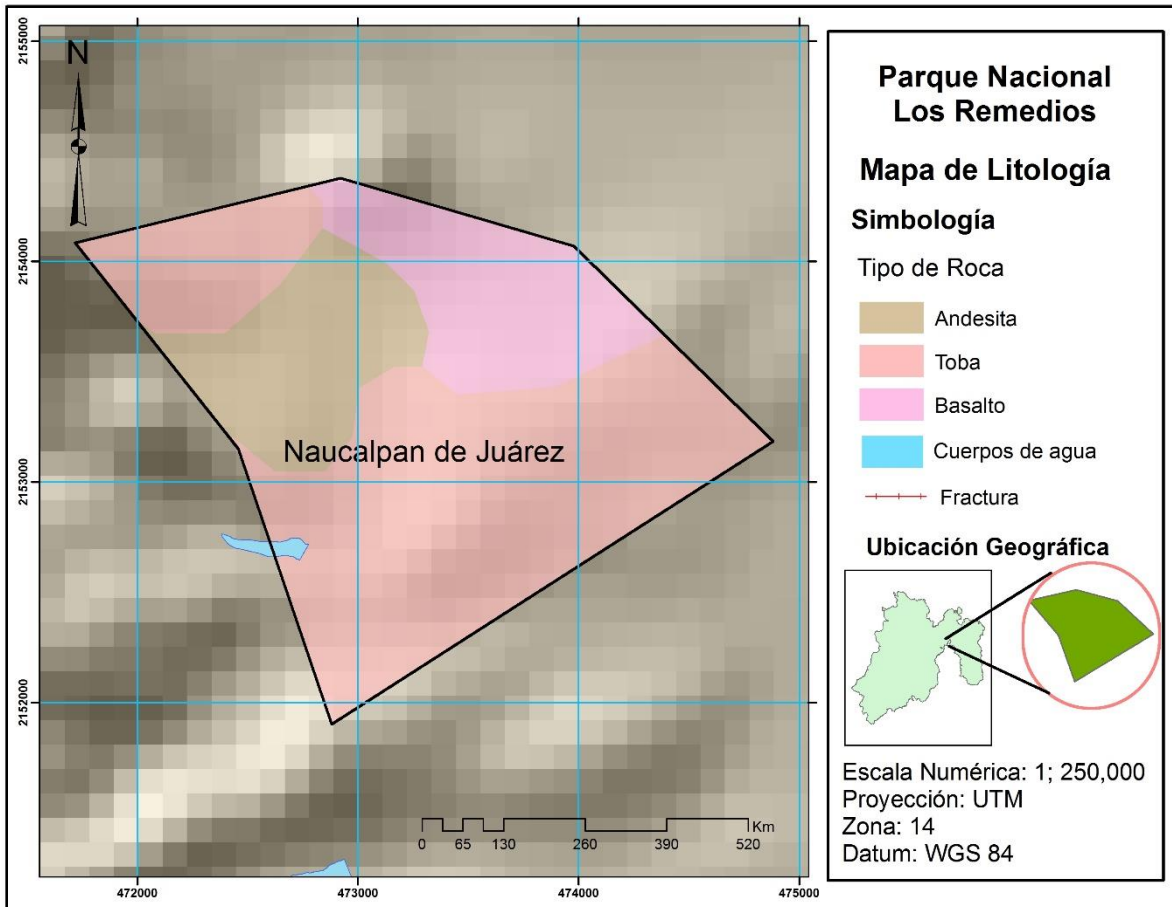 N
2155000
2154000
2153000
2152000
472000
473000
474000
475000
Naucalpan de Juárez
Km
0 65 130 260 390 520
Parque Nacional
Los Remedios
Mapa de Litología
Simbología
Tipo de Roca
Andesita
Toba
Basalto
Cuerpos de agua
Fractura
Ubicación Geográfica
Escala Numérica: 1; 250,000
Proyección: UTM
Zona: 14
Datum: WGS 84